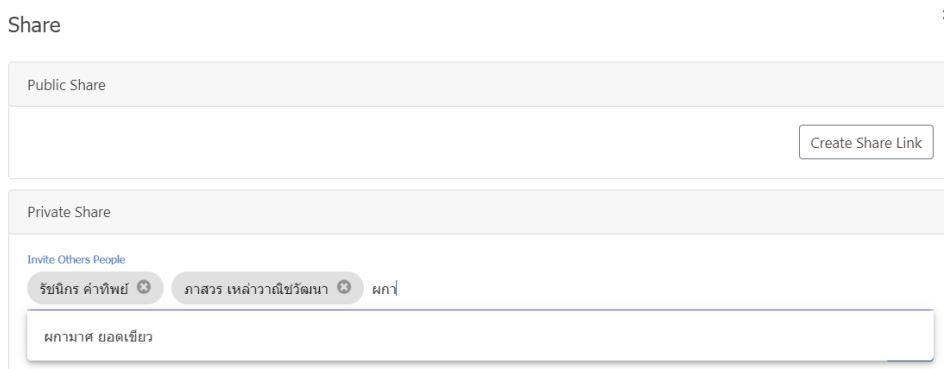 Share
Public Share
Create Share Link
Private Share
Invite Others People
รัชนิกร คำทิพย์ ภาสวร เหล่าวาณิชวัฒนา ผกา
ผกามาศ ยอดเขียว